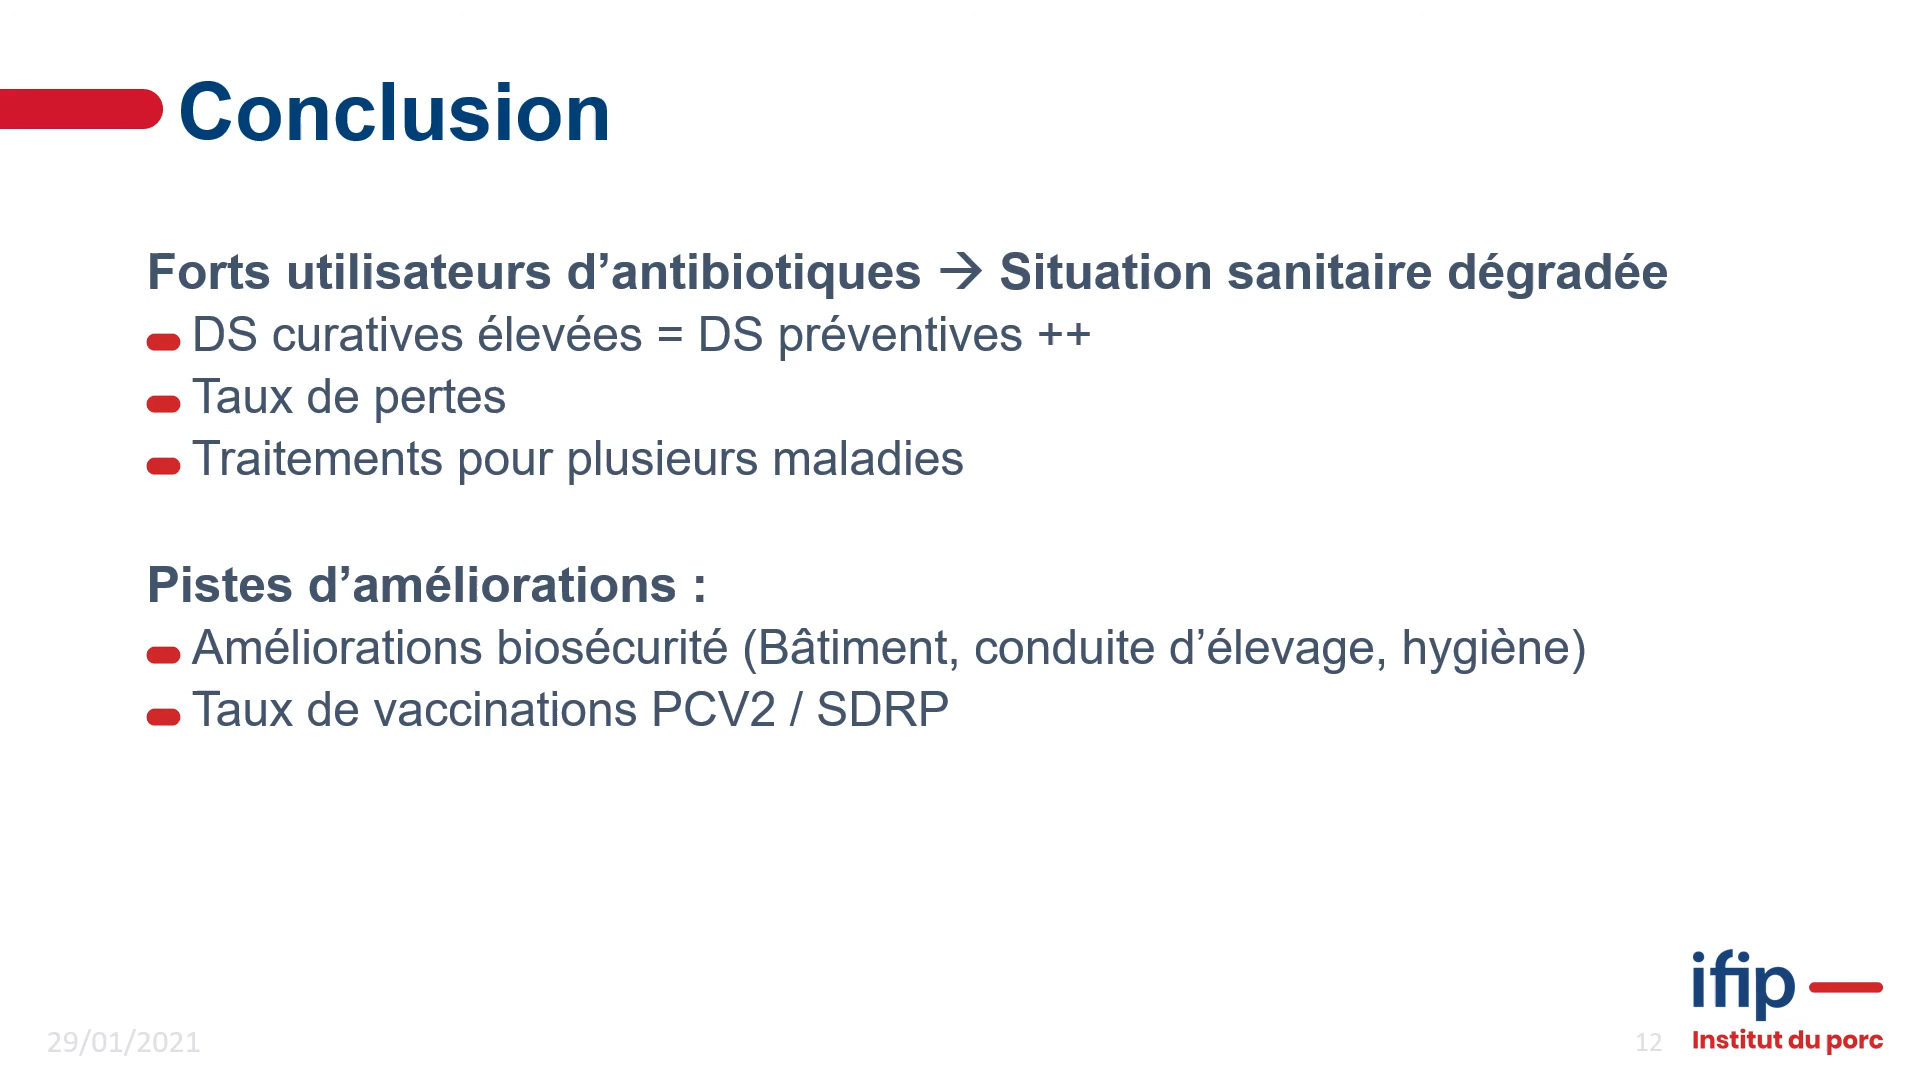 Conclusion
Forts utilisateurs d’antibiotiques → Situation sanitaire dégradée
DS curatives élevées = DS préventives ++
Taux de pertes
Traitements pour plusieurs maladies
Pistes d’améliorations :
Améliorations biosécurité (Bâtiment, conduite d’élevage, hygiène)
Taux de vaccinations PCV2 / SDRP
ifip
Institut du porc
29/01/2021
12